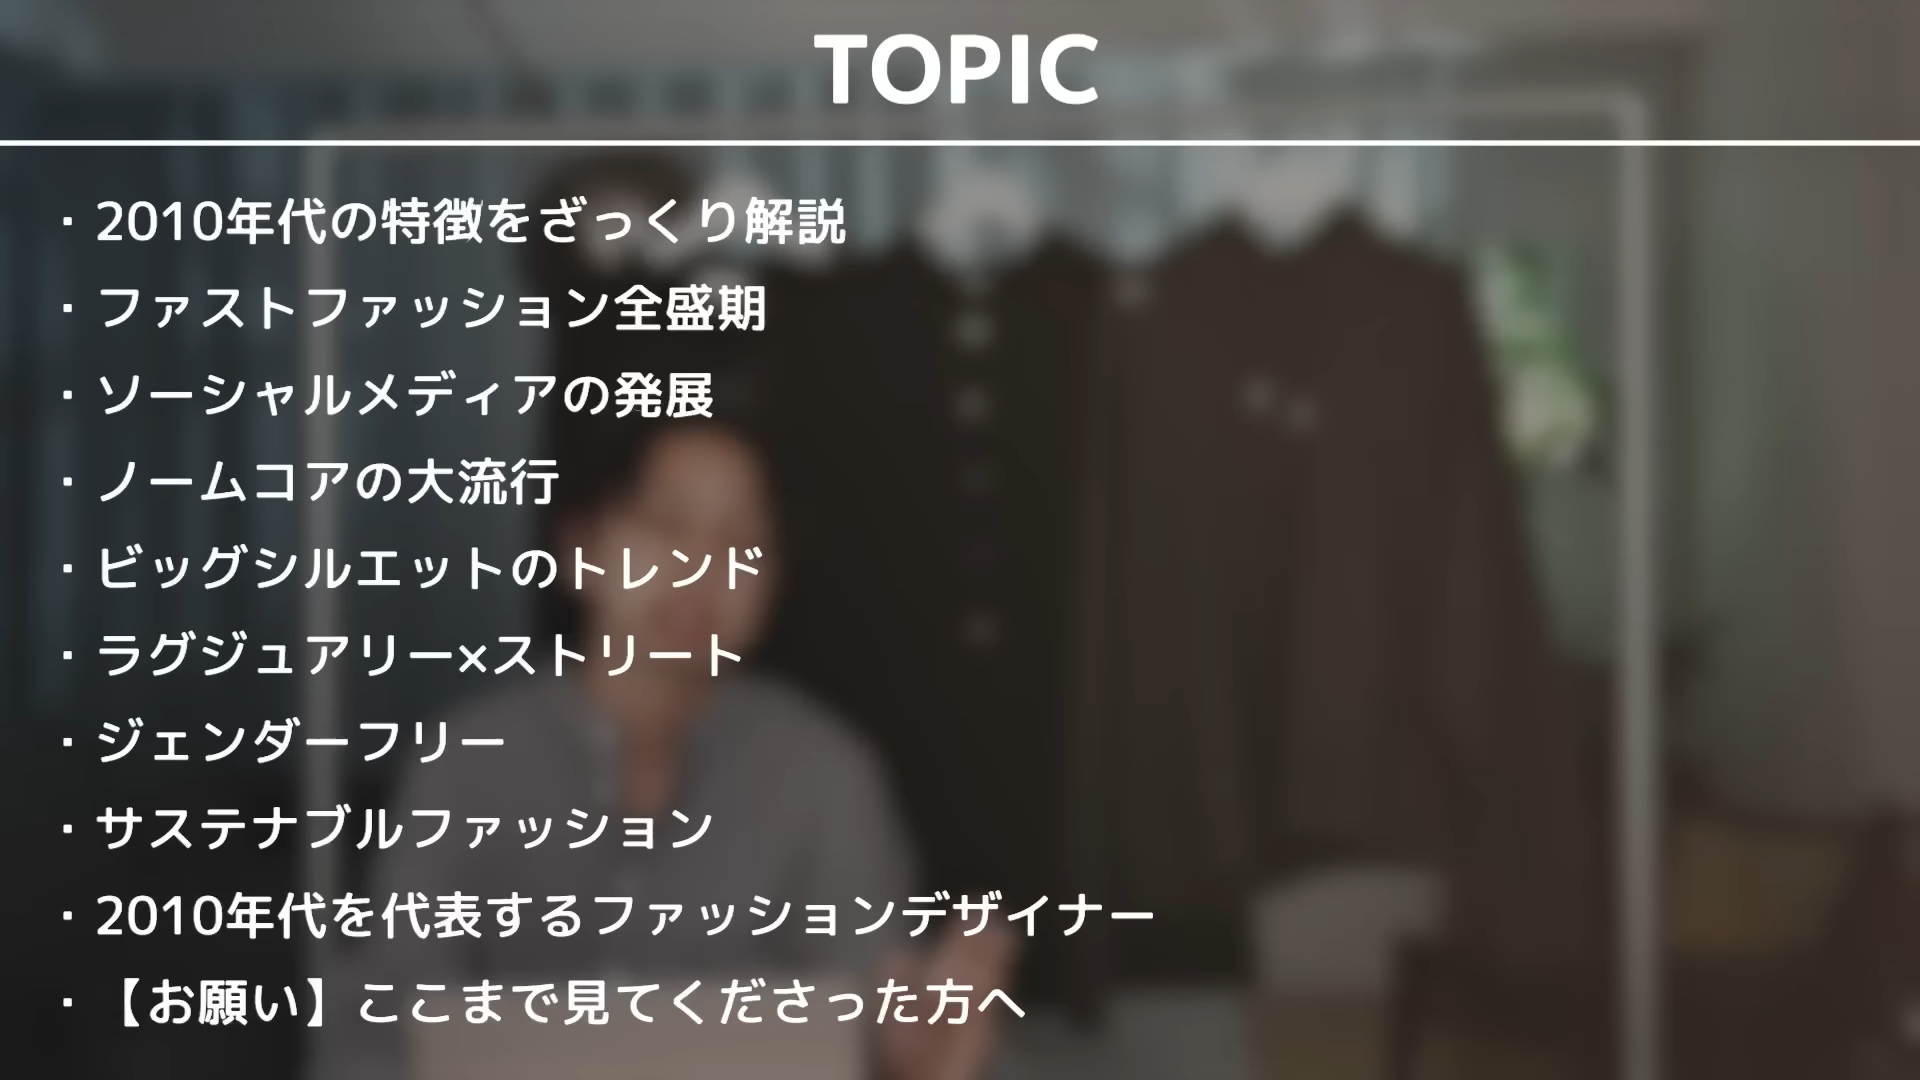 TOPIC
・2010年代の特徴をざっくり解説
・ファストファッション全盛期
・ソーシャルメディアの発展
・ノームコアの大流行
・ビッグシルエットのトレンド
・ラグジュアリー×ストリート
・ジェンダーフリー
・サステナブルファッション
・2010年代を代表するファッションデザイナー
・【お願い】ここまで見てくださった方へ